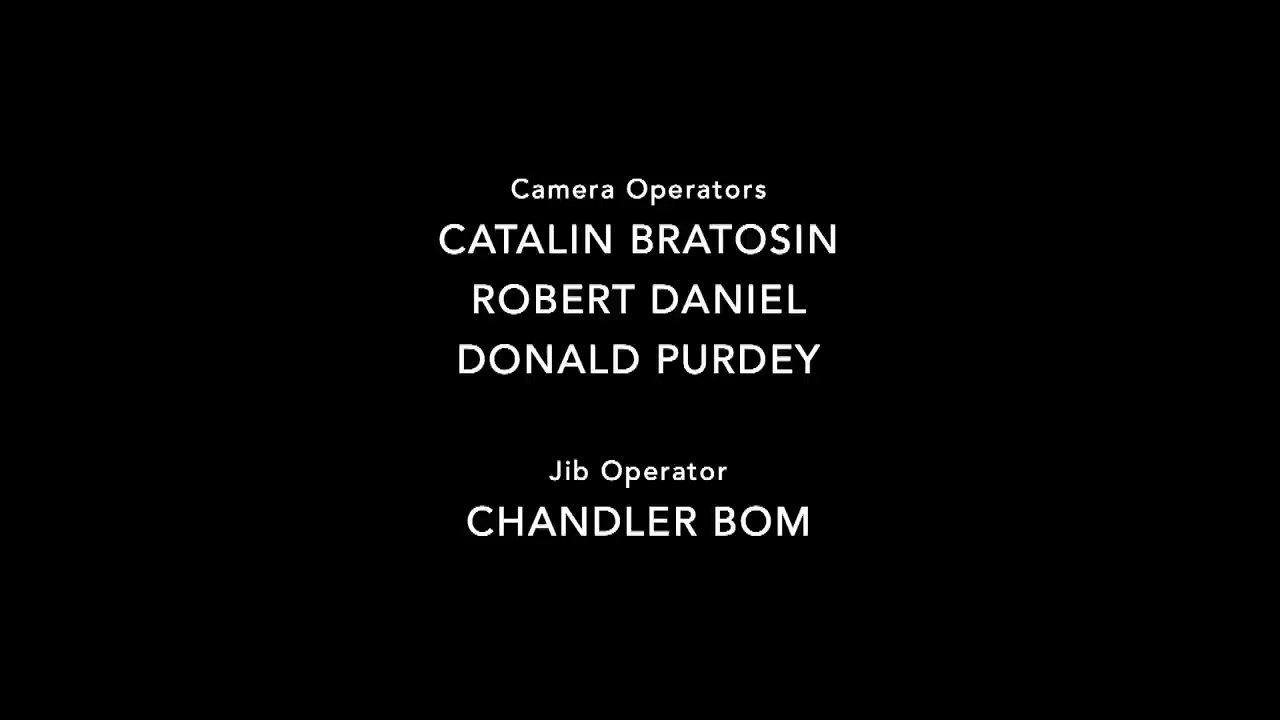 Camera Operators
CATALIN BRATOSIN
ROBERT DANIEL
DONALD PURDEY
Jib Operator
CHANDLER BOM